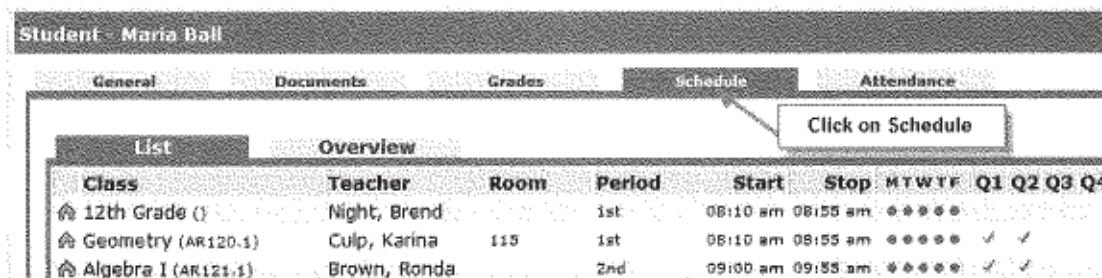 Student - Maria Ball
General Documents Grades Schedule Attendance
Click on Schedule
List Overview
Class Teacher Room Period Start Stop M T W T F Q1 Q2 Q3 Q4
12th Grade () Night, Brend 1st 08:10 am 08:55 am
Geometry (AR120.1) Culp, Karina 115 1st 08:10 am 08:55 am ✓ ✓
Algebra I (AR121.1) Brown, Ronda 2nd 09:00 am 09:55 am ✓ ✓